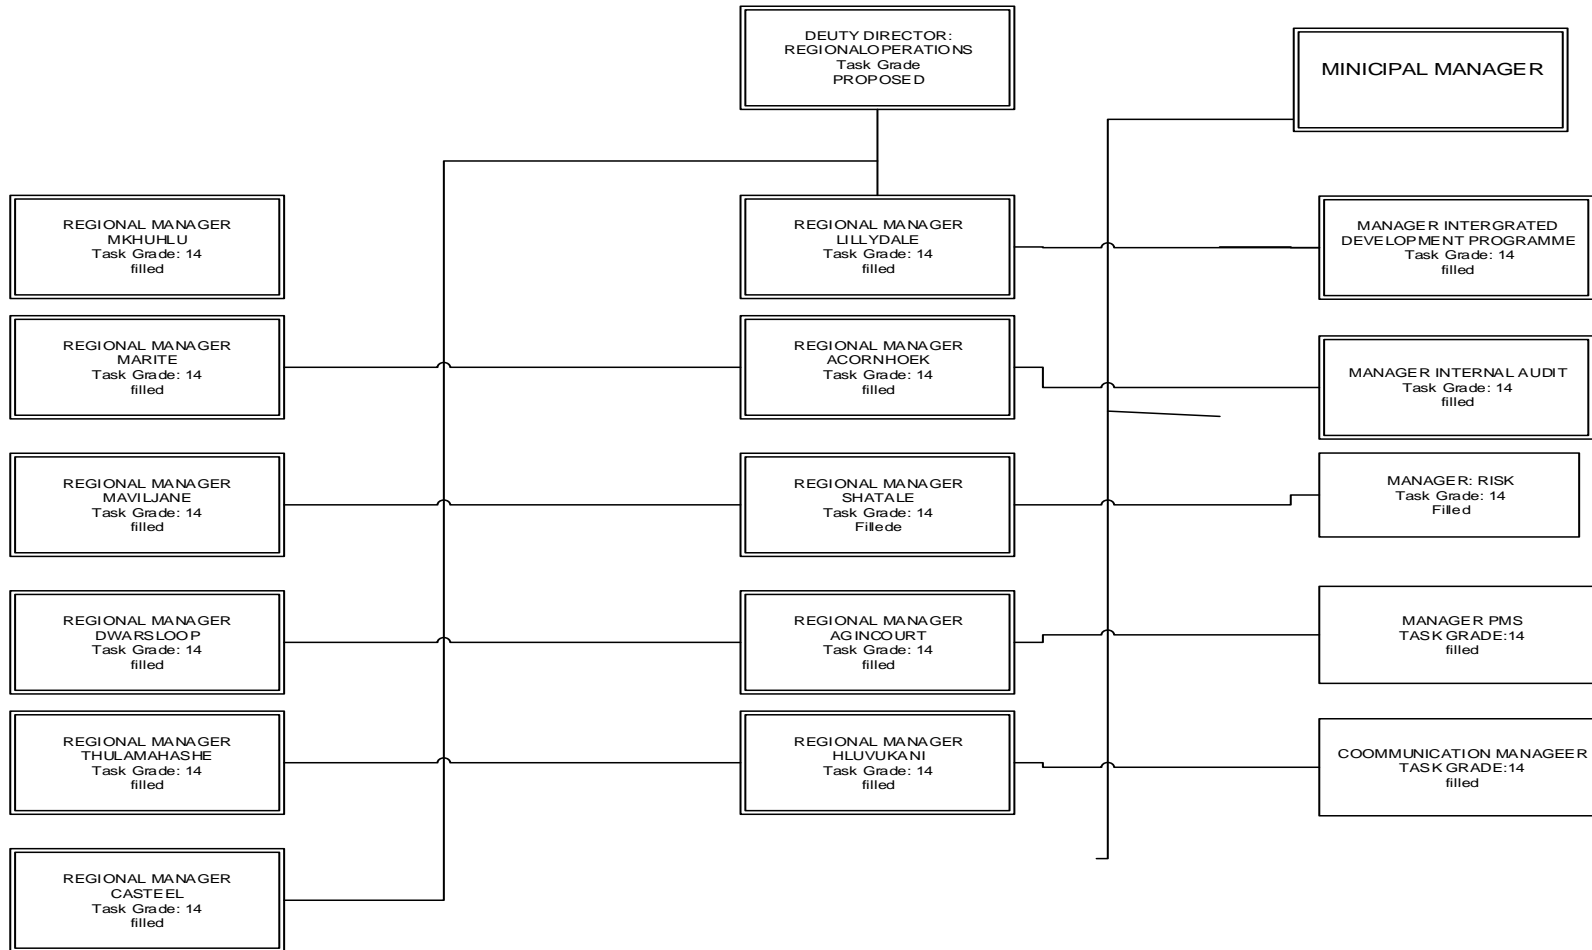 DEUTY DIRECTOR:
REGIONALOPERATIONS
Task Grade
PROPOSED
MINICIPAL MANAGER
REGIONAL MANAGER
MKHUHLU
Task Grade: 14
filled
REGIONAL MANAGER
LILLYDALE
Task Grade: 14
filled
MANAGER INTERGRATED
DEVELOPMENT PROGRAMME
Task Grade: 14
filled
REGIONAL MANAGER
MARITE
Task Grade: 14
filled
REGIONAL MANAGER
ACORNHOEK
Task Grade: 14
filled
MANAGER INTERNAL AUDIT
Task Grade: 14
filled
REGIONAL MANAGER
MAVILJANE
Task Grade: 14
filled
REGIONAL MANAGER
SHATALE
Task Grade: 14
Fillede
MANAGER: RISK
Task Grade: 14
Filled
REGIONAL MANAGER
DWARSLOOP
Task Grade: 14
filled
REGIONAL MANAGER
AGINCOURT
Task Grade: 14
filled
MANAGER PMS
TASK GRADE:14
filled
REGIONAL MANAGER
THULAMAHASHE
Task Grade: 14
filled
REGIONAL MANAGER
HLUVUKANI
Task Grade: 14
filled
COOMMUNICATION MANAGEER
TASK GRADE:14
filled
REGIONAL MANAGER
CASTEEL
Task Grade: 14
filled